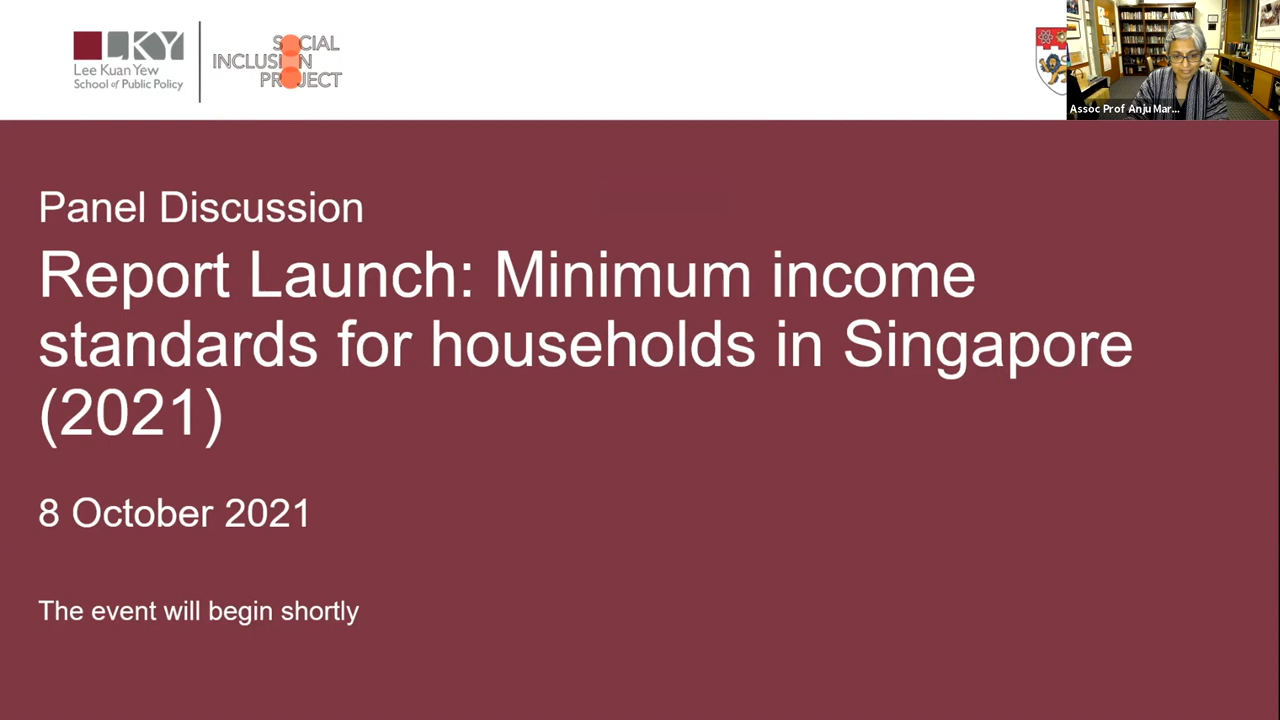 LKY
Lee Kuan Yew
School of Public Policy
SOCIAL
INCLUSION
PROJECT
Assoc Prof Anju Mar...
Panel Discussion
Report Launch: Minimum income
standards for households in Singapore
(2021)
8 October 2021
The event will begin shortly